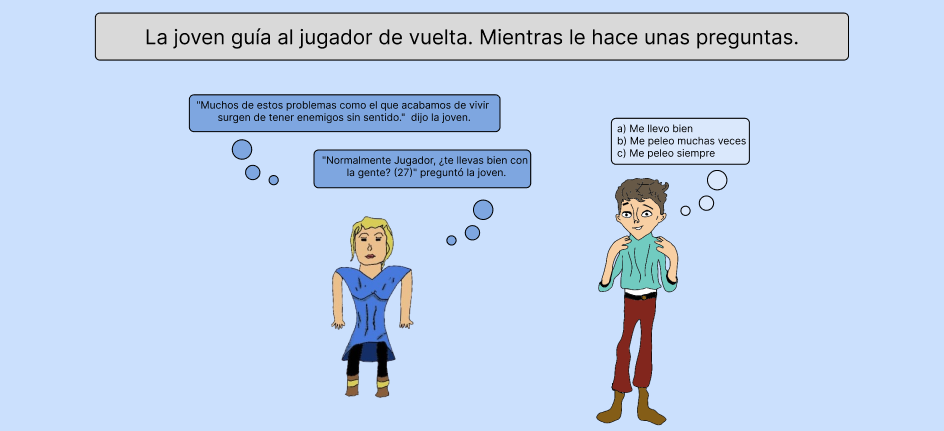 La joven guía al jugador de vuelta. Mientras le hace unas preguntas.
"Muchos de estos problemas como el que acabamos de vivir
surgen de tener enemigos sin sentido." dijo la joven.
"Normalmente Jugador, ¿te llevas bien con
la gente? (27)" preguntó la joven.
a) Me llevo bien
b) Me peleo muchas veces
c) Me peleo siempre